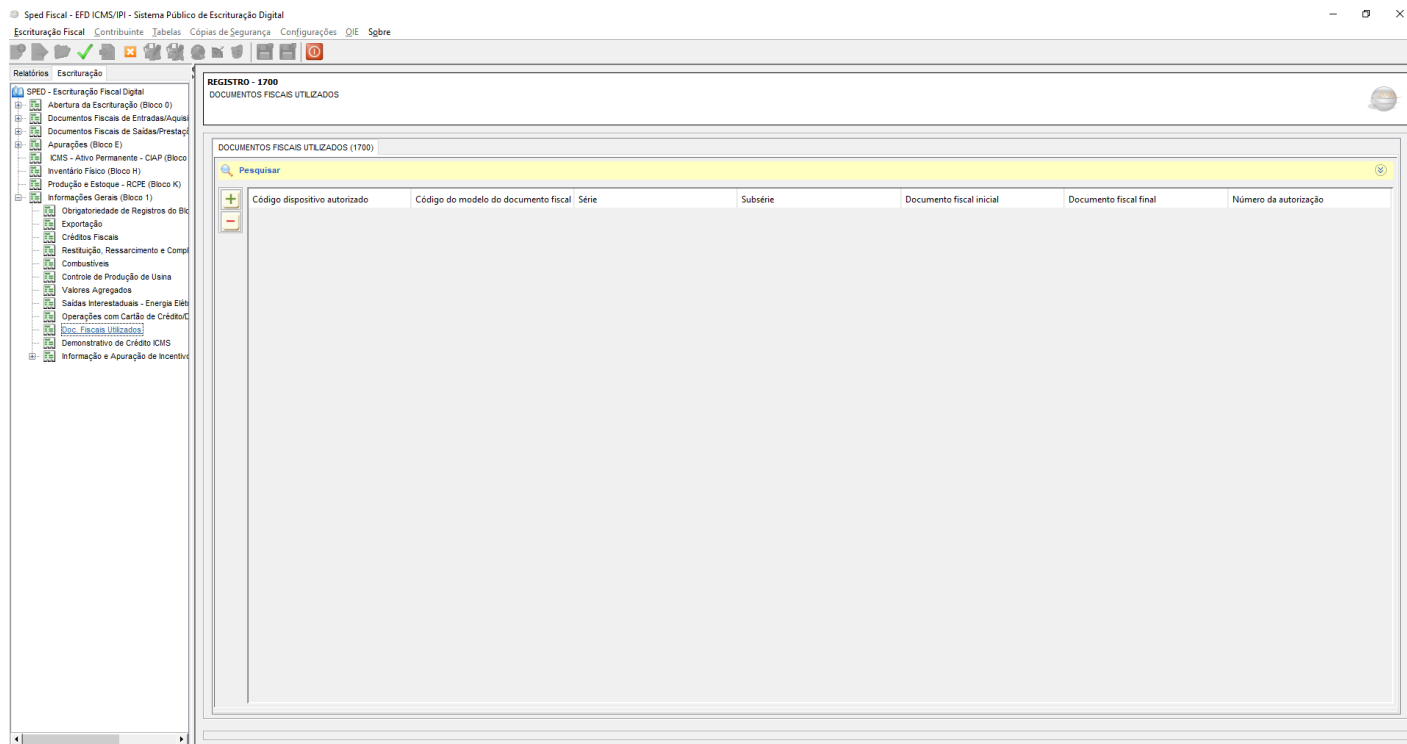 Sped Fiscal - EFD ICMS/IPI - Sistema Público de Escrituração Digital
Escrituração Fiscal Contribuinte Tabelas Cópias de Segurança Configurações QIE Sobre
Relatórios Escrituração
SPED - Escrituração Fiscal Digital
Abertura da Escrituração (Bloco 0)
Documentos Fiscais de Entradas/Aquisi
Documentos Fiscais de Saídas/Prestaçõ
Apurações (Bloco E)
ICMS - Ativo Permanente - CIAP (Bloco
Inventário Físico (Bloco H)
Produção e Estoque - RCPE (Bloco K)
Informações Gerais (Bloco 1)
Obrigatoriedade de Registros do Blo
Exportação
Créditos Fiscais
Restituição, Ressarcimento e Compl
Combustíveis
Controle de Produção de Usina
Valores Agregados
Saídas Interestaduais - Energia Elétr
Operações com Cartão de Crédito/D
Doc. Fiscais Utilizados
Demonstrativo de Crédito ICMS
Informação e Apuração de Incentivo
REGISTRO - 1700
DOCUMENTOS FISCAIS UTILIZADOS
DOCUMENTOS FISCAIS UTILIZADOS (1700)
Pesquisar
Código dispositivo autorizado Código do modelo do documento fiscal Série Subsérie Documento fiscal inicial Documento fiscal final Número da autorização